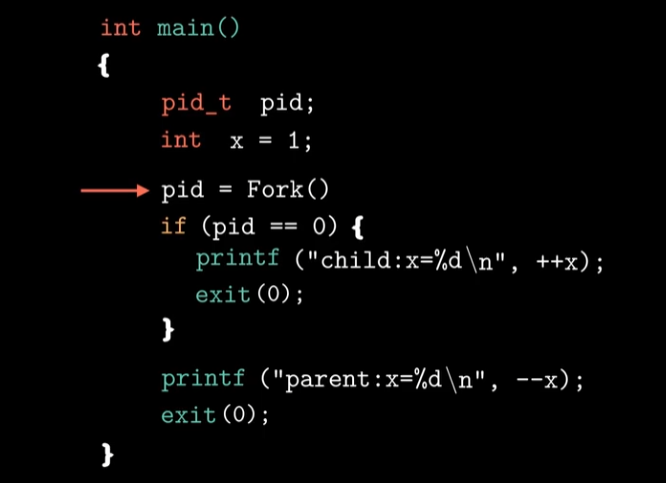 int main()
{
pid_t pid;
int x = 1;
pid = Fork()
if (pid == 0) {
printf ("child:x=%d\n", ++x);
exit(0);
}
printf ("parent:x=%d\n", --x);
exit(0);
}